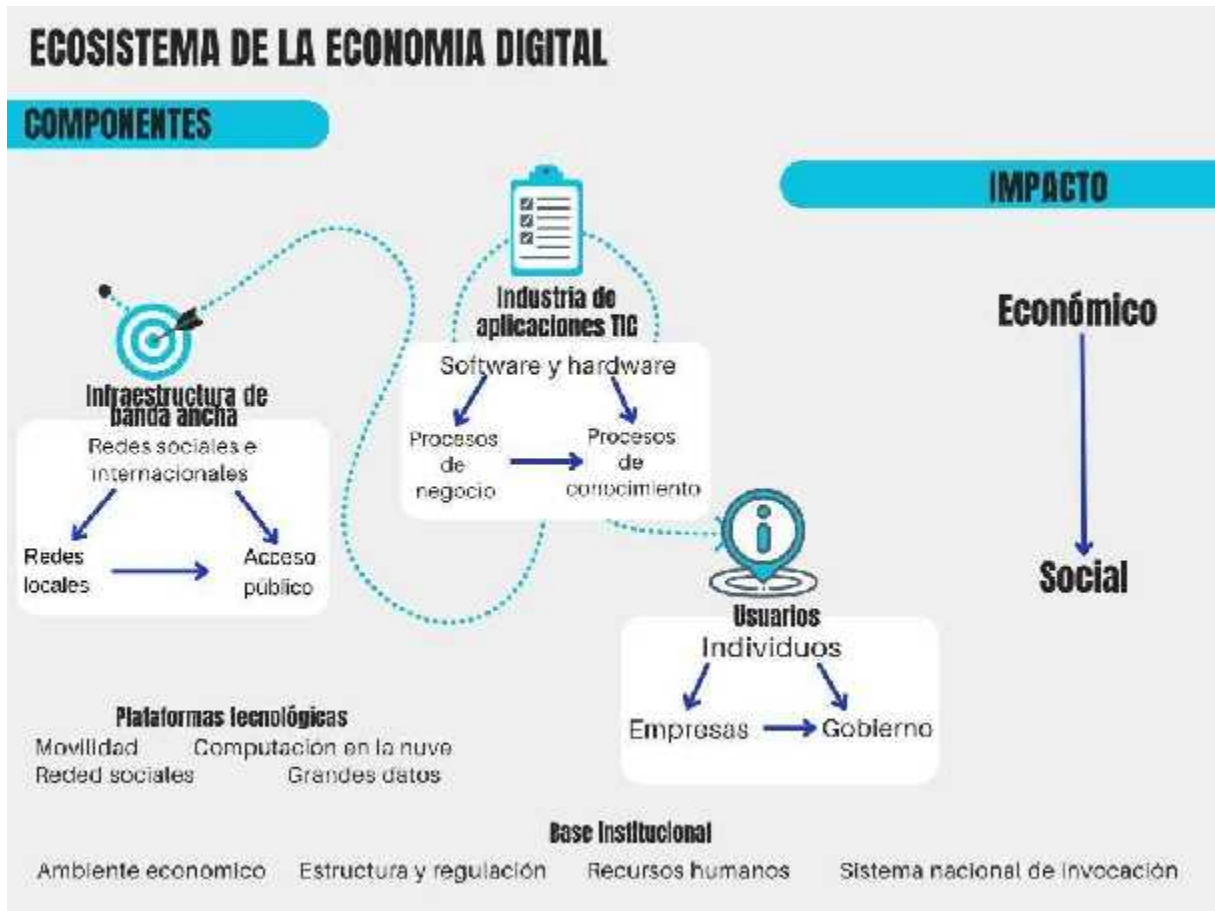 ECOSISTEMA DE LA ECONOMIA DIGITAL
COMPONENTES
IMPACTO
Industria de
aplicaciones TIC
Software y hardware
Procesos
de
negocio
Procesos
de
conocimiento
Infraestructura de
banda ancha
Redes sociales e
internacionales
Redes
locales
Acceso
público
Económico
Social
Usuarios
Individuos
Empresas
Gobierno
Plataformas tecnológicas
Movilidad
Computación en la nuve
Reded sociales
Grandes datos
Base institucional
Ambiente economico
Estructura y regulación
Recursos humanos
Sistema nacional de invocación